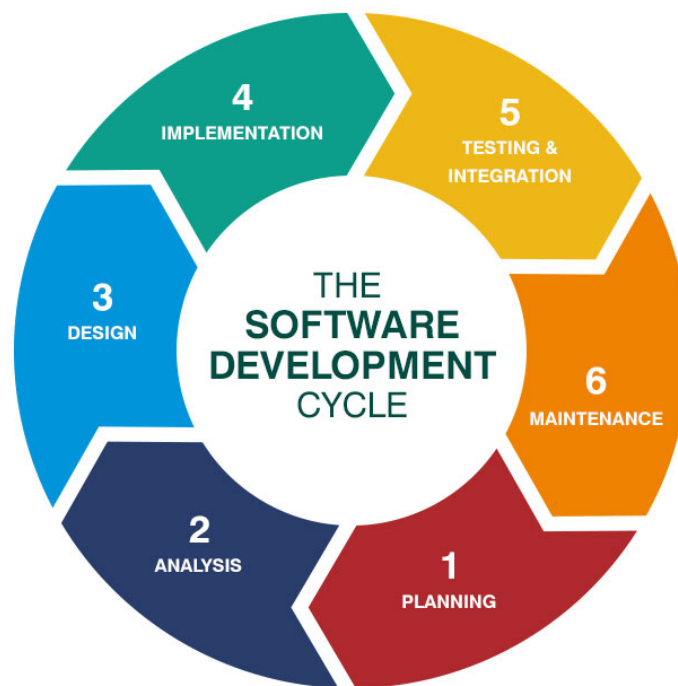 THE
SOFTWARE
DEVELOPMENT
CYCLE
1
PLANNING
2
ANALYSIS
3
DESIGN
4
IMPLEMENTATION
5
TESTING &
INTEGRATION
6
MAINTENANCE